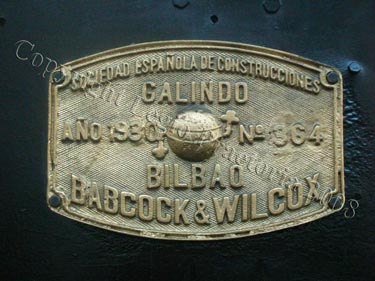 SOCIEDAD ESPAÑOLA DE CONSTRUCCIONES
GALINDO
AÑO 1930 Nº 364
BILBAO
BABCOCK & WILCOX